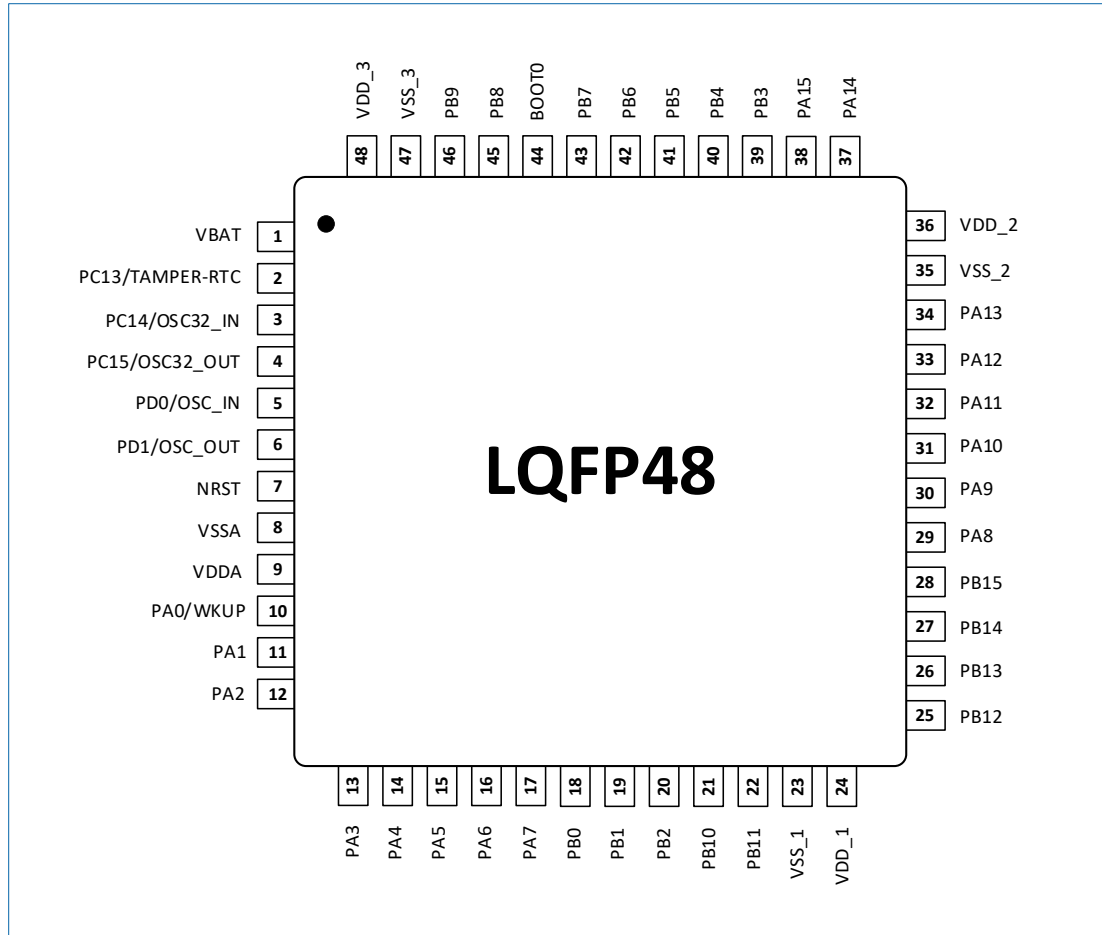 VDD_3
VSS_3
PB9
PB8
BOOT0
PB7
PB6
PB5
PB4
PB3
PA15
PA14
48
47
46
45
44
43
42
41
40
39
38
37
VBAT 1
PC13/TAMPER-RTC 2
PC14/OSC32_IN 3
PC15/OSC32_OUT 4
PD0/OSC_IN 5
PD1/OSC_OUT 6
NRST 7
VSSA 8
VDDA 9
PA0/WKUP 10
PA1 11
PA2 12
LQFP48
36 VDD_2
35 VSS_2
34 PA13
33 PA12
32 PA11
31 PA10
30 PA9
29 PA8
28 PB15
27 PB14
26 PB13
25 PB12
13
14
15
16
17
18
19
20
21
22
23
24
PA3
PA4
PA5
PA6
PA7
PB0
PB1
PB2
PB10
PB11
VSS_1
VDD_1